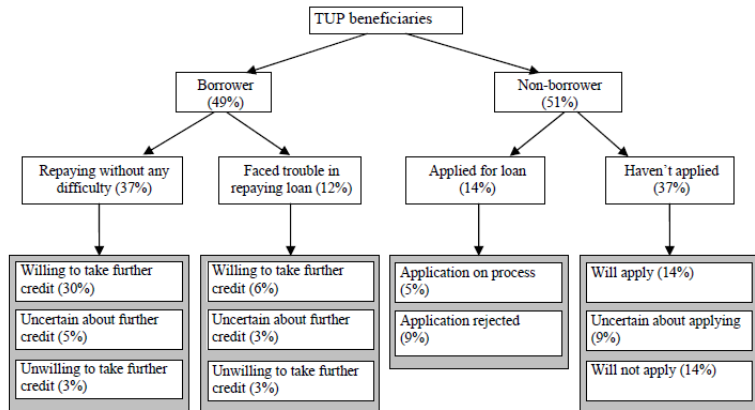 TUP beneficiaries
Borrower
(49%)
Non-borrower
(51%)
Repaying without any
difficulty (37%)
Faced trouble in
repaying loan (12%)
Applied for loan
(14%)
Haven't applied
(37%)
Willing to take further
credit (30%)
Uncertain about further
credit (5%)
Unwilling to take further
credit (3%)
Willing to take further
credit (6%)
Uncertain about further
credit (3%)
Unwilling to take further
credit (3%)
Application on process
(5%)
Application rejected
(9%)
Will apply (14%)
Uncertain about applying
(9%)
Will not apply (14%)